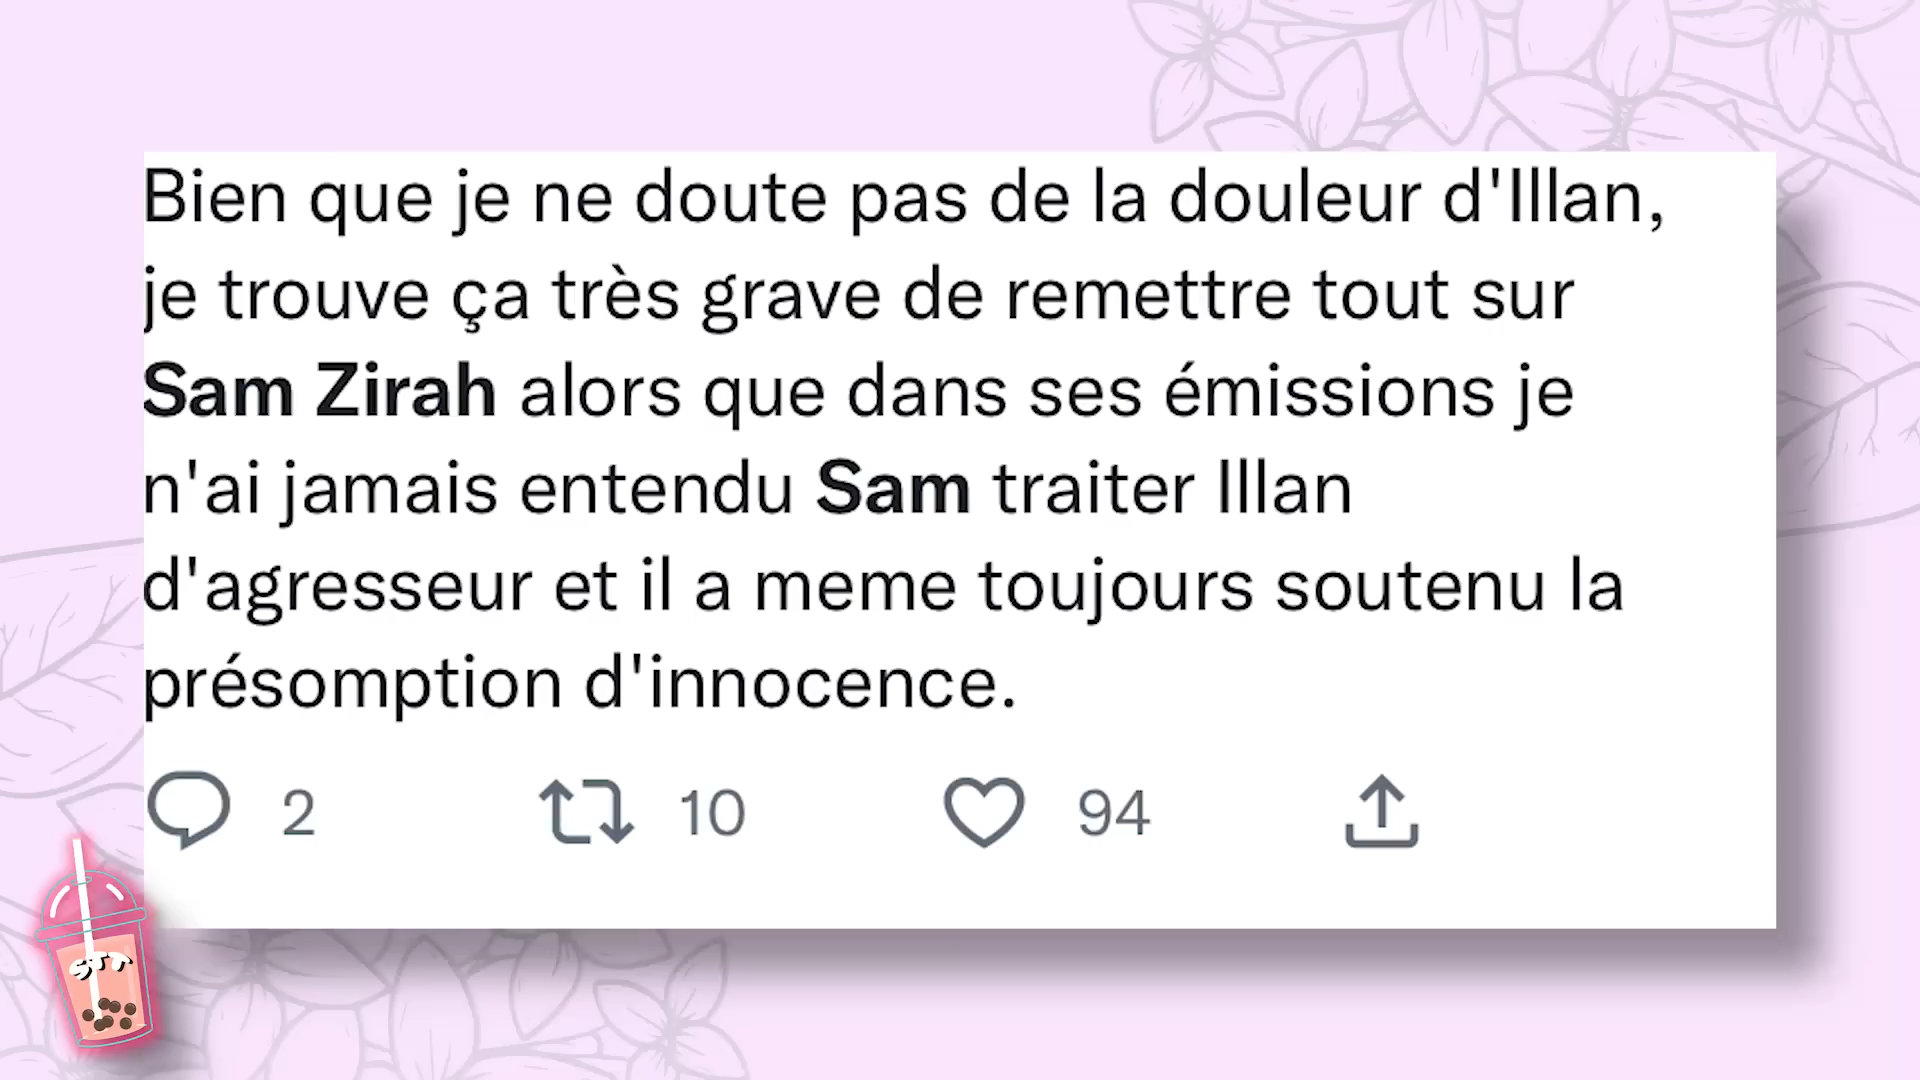 Bien que je ne doute pas de la douleur d'Illan,
je trouve ça très grave de remettre tout sur
Sam Zirah alors que dans ses émissions je
n'ai jamais entendu Sam traiter Illan
d'agresseur et il a meme toujours soutenu la
présomption d'innocence.
2 10 94
STT